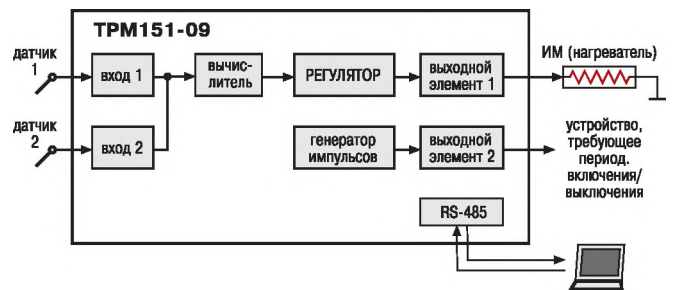 ТРМ151-09
датчик
1
вход 1
вычис-
литель
РЕГУЛЯТОР
выходной
элемент 1
ИМ (нагреватель)
датчик
2
вход 2
генератор
импульсов
выходной
элемент 2
устройство,
требующее
период.
включения/
выключения
RS-485